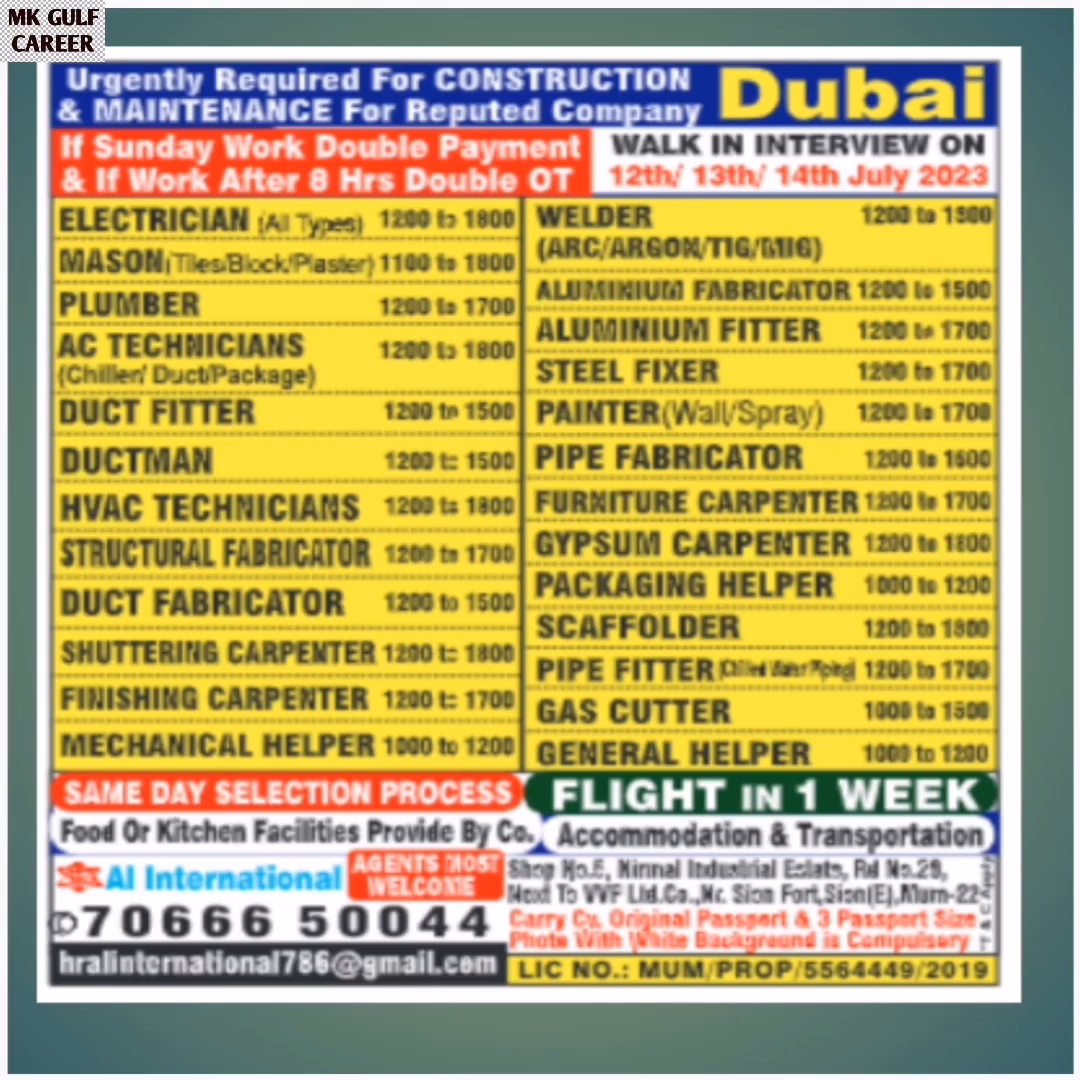 MK GULF
CAREER
Urgently Required For CONSTRUCTION
& MAINTENANCE For Reputed Company
Dubai
If Sunday Work Double Payment
& If Work After 8 Hrs Double OT
WALK IN INTERVIEW ON
12th/ 13th/ 14th July 2023
ELECTRICIAN (All Types) 1200 to 1800
MASON (Tiles/Block/Plaster) 1100 to 1800
PLUMBER 1200 to 1700
AC TECHNICIANS 1200 to 1800
(Chiller/ Duct/Package)
DUCT FITTER 1200 to 1500
DUCTMAN 1200 to 1500
HVAC TECHNICIANS 1200 to 1800
STRUCTURAL FABRICATOR 1200 to 1700
DUCT FABRICATOR 1200 to 1500
SHUTTERING CARPENTER 1200 to 1800
FINISHING CARPENTER 1200 to 1700
MECHANICAL HELPER 1000 to 1200
WELDER 1200 to
(ARC/ARGON/TIG/MIG)
ALUMINIUM FABRICATOR 1200 to 1500
ALUMINIUM FITTER 1200 to 1700
STEEL FIXER 1200 to 1700
PAINTER (Wall/Spray) 1200 to 1700
PIPE FABRICATOR 1200 to 1600
FURNITURE CARPENTER 1200 to 1700
GYPSUM CARPENTER 1200 to 1800
PACKAGING HELPER 1000 to 1200
SCAFFOLDER 1200 to 1800
PIPE FITTER (Chilled Water Piping) 1200 to 1700
GAS CUTTER 1000 to 1500
GENERAL HELPER 1000 to 1200
SAME DAY SELECTION PROCESS
FLIGHT IN 1 WEEK
Food Or Kitchen Facilities Provide By Co.
Accommodation & Transportation
Al International
AGENTS MOST
WELCOME
70666 50044
hralinternational786@gmail.com
Shop No. Nirmal Industrial Estate, Rd No.29,
Next To VVF Ltd.Co.,Nr. Sion Fort,Sion(E),Mum-22
Carry Cv, Original Passport & 3 Passport Size
Photo With White Background is Compulsory
*T & C Apply
LIC NO.: MUM/PROP/5564449/2019